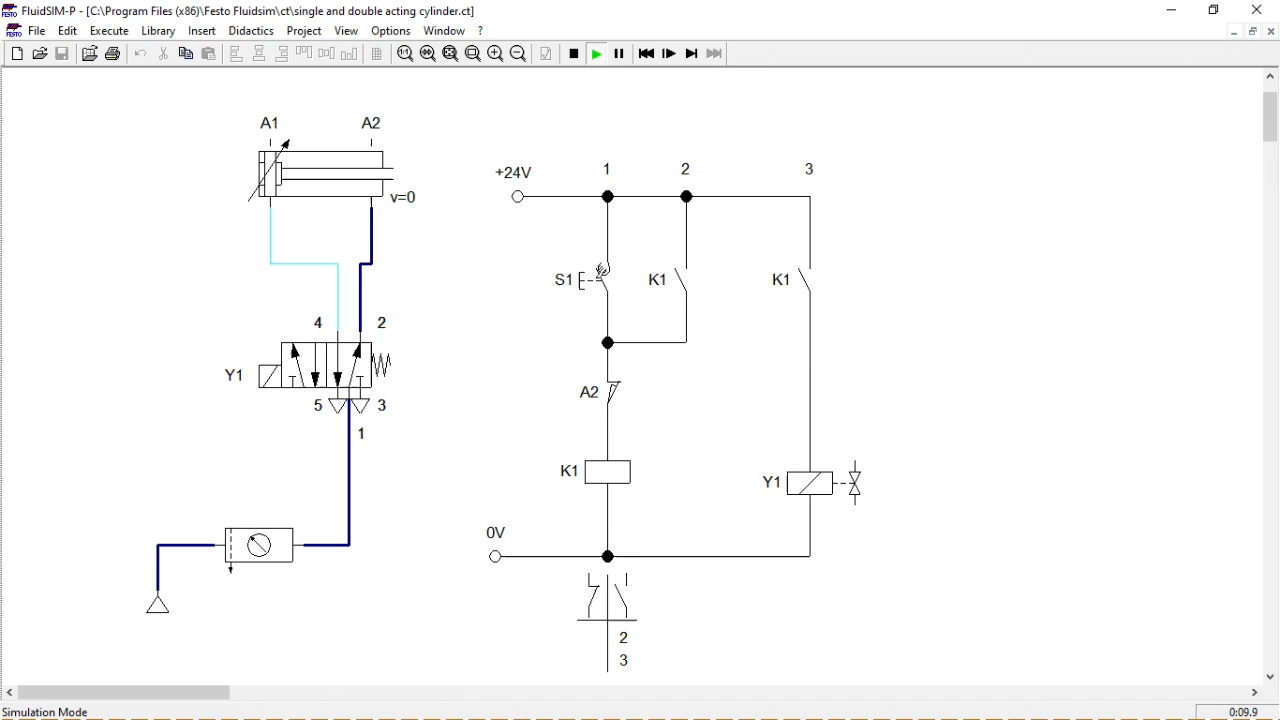 FluidSIM-P - [C:\Program Files (x86)\Festo Fluidsim\ct\single and double acting cylinder.ct]
File Edit Execute Library Insert Didactics Project View Options Window ?
A1 A2
v=0
4 2
Y1
5 3
1
+24V 1 2 3
S1 K1 K1
A2
K1 Y1
0V
2
3
Simulation Mode 0:09.9